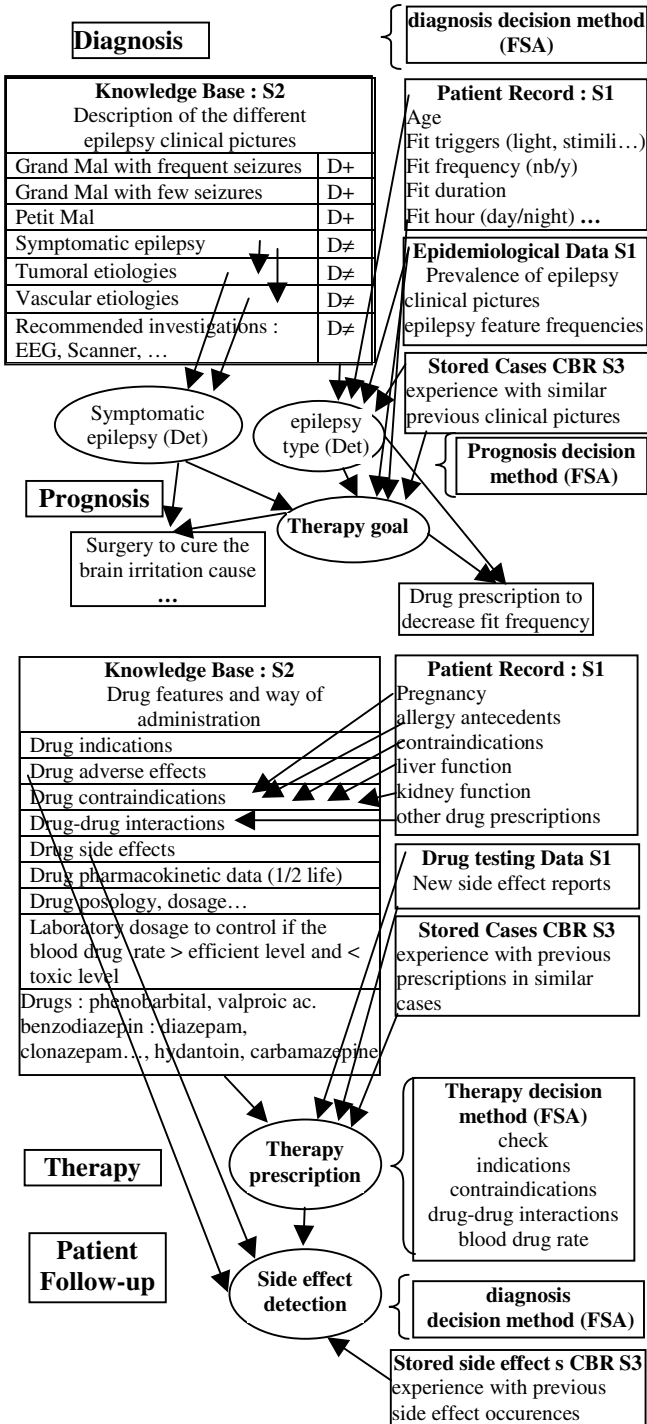 Diagnosis
diagnosis decision method
(FSA)
Knowledge Base : S2
Description of the different
epilepsy clinical pictures
Grand Mal with frequent seizures D+
Grand Mal with few seizures D+
Petit Mal D+
Symptomatic epilepsy D≠
Tumoral etiologies D≠
Vascular etiologies D≠
Recommended investigations : D≠
EEG, Scanner, …
Patient Record : S1
Age
Fit triggers (light, stimili…)
Fit frequency (nb/y)
Fit duration
Fit hour (day/night) …
Epidemiological Data S1
Prevalence of epilepsy
clinical pictures
epilepsy feature frequencies
Stored Cases CBR S3
experience with similar
previous clinical pictures
Symptomatic
epilepsy (Det)
epilepsy
type (Det)
Prognosis decision
method (FSA)
Prognosis
Therapy goal
Surgery to cure the
brain irritation cause
…
Drug prescription to
decrease fit frequency
Knowledge Base : S2
Drug features and way of
administration
Drug indications
Drug adverse effects
Drug contraindications
Drug-drug interactions
Drug side effects
Drug pharmacokinetic data (1/2 life)
Drug posology, dosage…
Laboratory dosage to control if the
blood drug rate > efficient level and <
toxic level
Drugs : phenobarbital, valproic ac.
benzodiazepin : diazepam,
clonazepam…, hydantoin, carbamazepine
Patient Record : S1
Pregnancy
allergy antecedents
contraindications
liver function
kidney function
other drug prescriptions
Drug testing Data S1
New side effect reports
Stored Cases CBR S3
experience with previous
prescriptions in similar
cases
Therapy
Therapy
prescription
Therapy decision
method (FSA)
check
indications
contraindications
drug-drug interactions
blood drug rate
Patient
Follow-up
Side effect
detection
diagnosis
decision method (FSA)
Stored side effect s CBR S3
experience with previous
side effect occurences